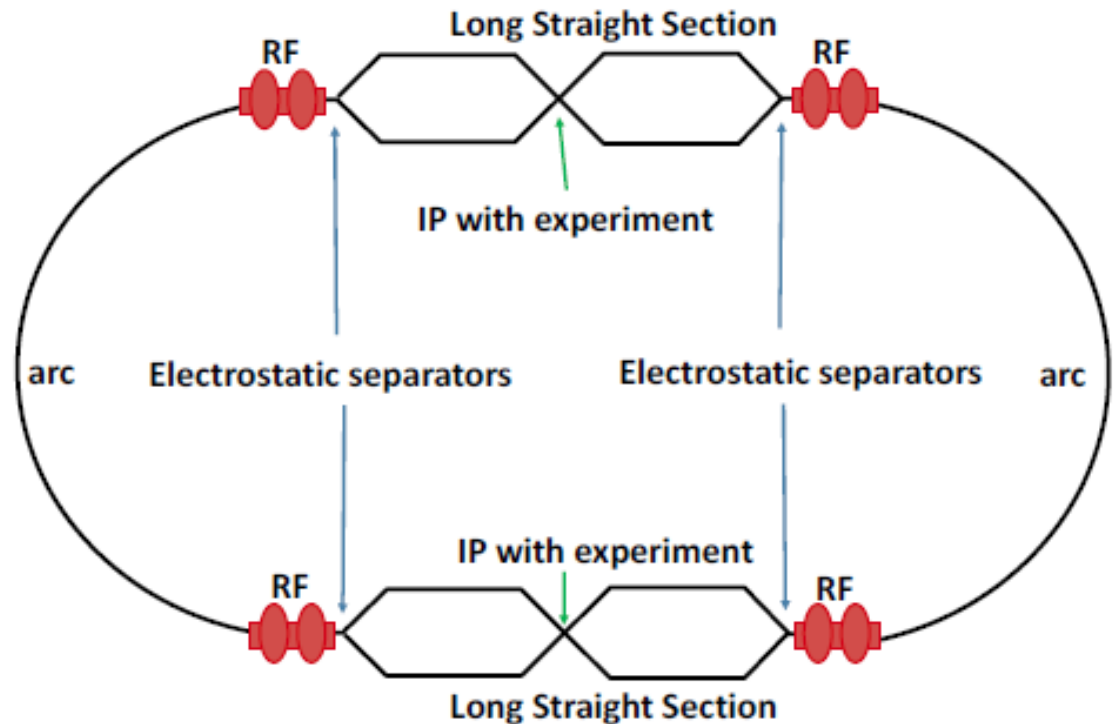 Long Straight Section
RF
RF
IP with experiment
arc
Electrostatic separators
Electrostatic separators
arc
IP with experiment
RF
RF
Long Straight Section